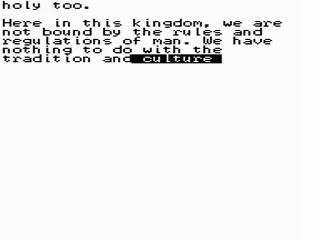 holy too.
Here in this kingdom, we are
not bound by the rules and
regulations of man. We have
nothing to do with the
tradition and culture